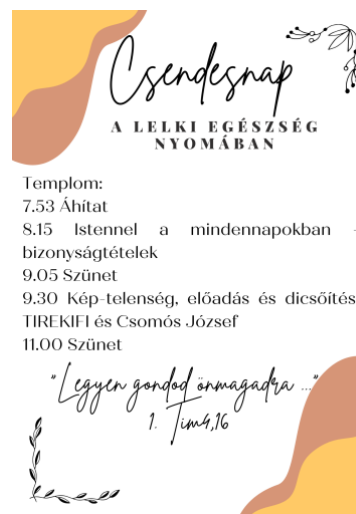 Csendesnap
A LELKI EGÉSZSÉG
NYOMÁBAN
Templom:
7.53 Áhítat
8.15 Istennel a mindennapokban -
bizonyságtételek
9.05 Szünet
9.30 Kép-telenség, előadás és dicsőítés
TIREKIFI és Csomós József
11.00 Szünet
"Legyen gondod önmagadra ..."
1. Tim4,16